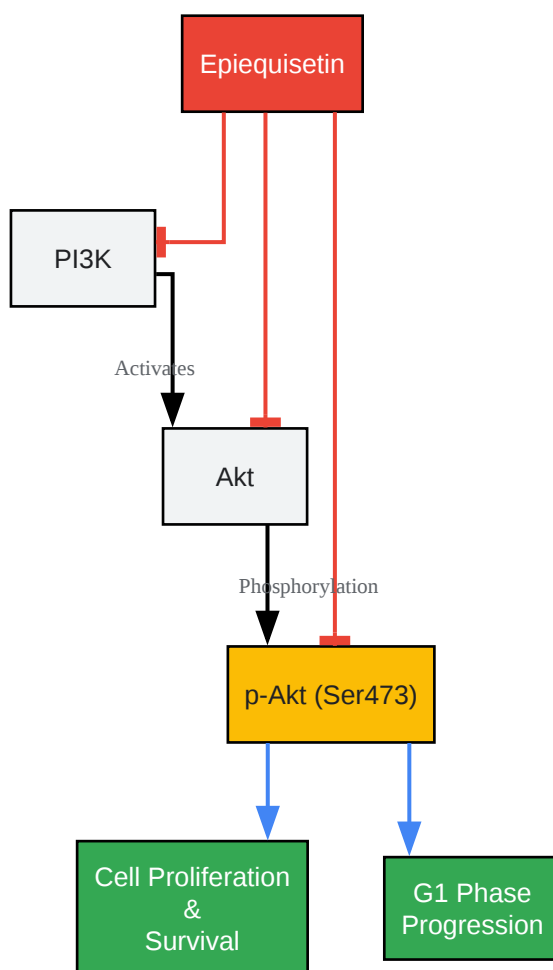 Epiequisetin
PI3K
Activates
Akt
Phosphorylation
p-Akt (Ser473)
Cell Proliferation
&
Survival
G1 Phase
Progression